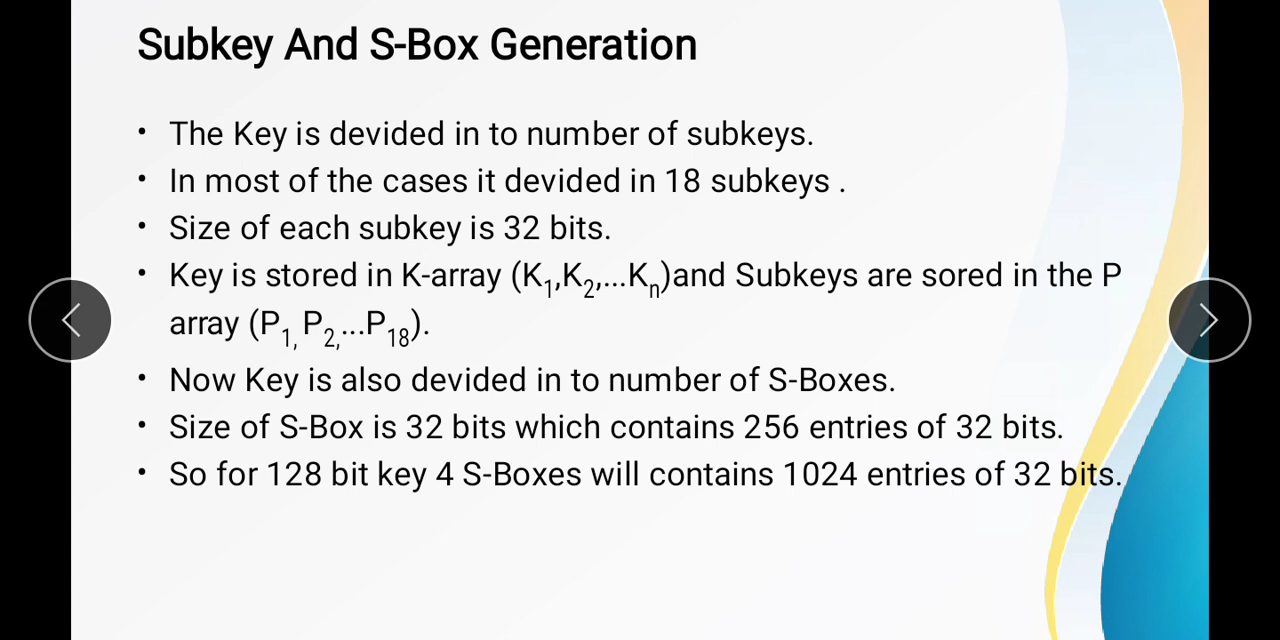 Subkey And S-Box Generation
• The Key is devided in to number of subkeys.
• In most of the cases it devided in 18 subkeys .
• Size of each subkey is 32 bits.
• Key is stored in K-array (K1,K2,...Kn)and Subkeys are sored in the P
array (P1, P2,...P18).
• Now Key is also devided in to number of S-Boxes.
• Size of S-Box is 32 bits which contains 256 entries of 32 bits.
• So for 128 bit key 4 S-Boxes will contains 1024 entries of 32 bits.